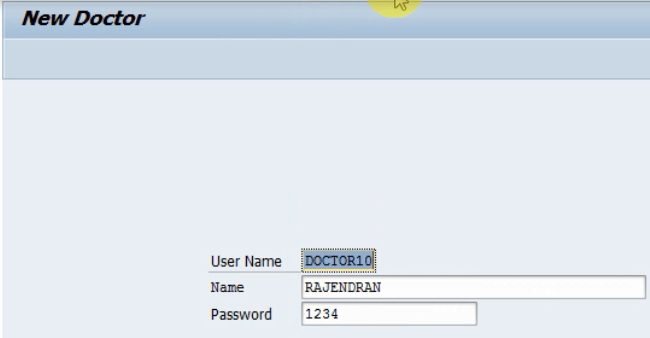 New Doctor
User Name DOCTOR10
Name RAJENDRAN
Password 1234